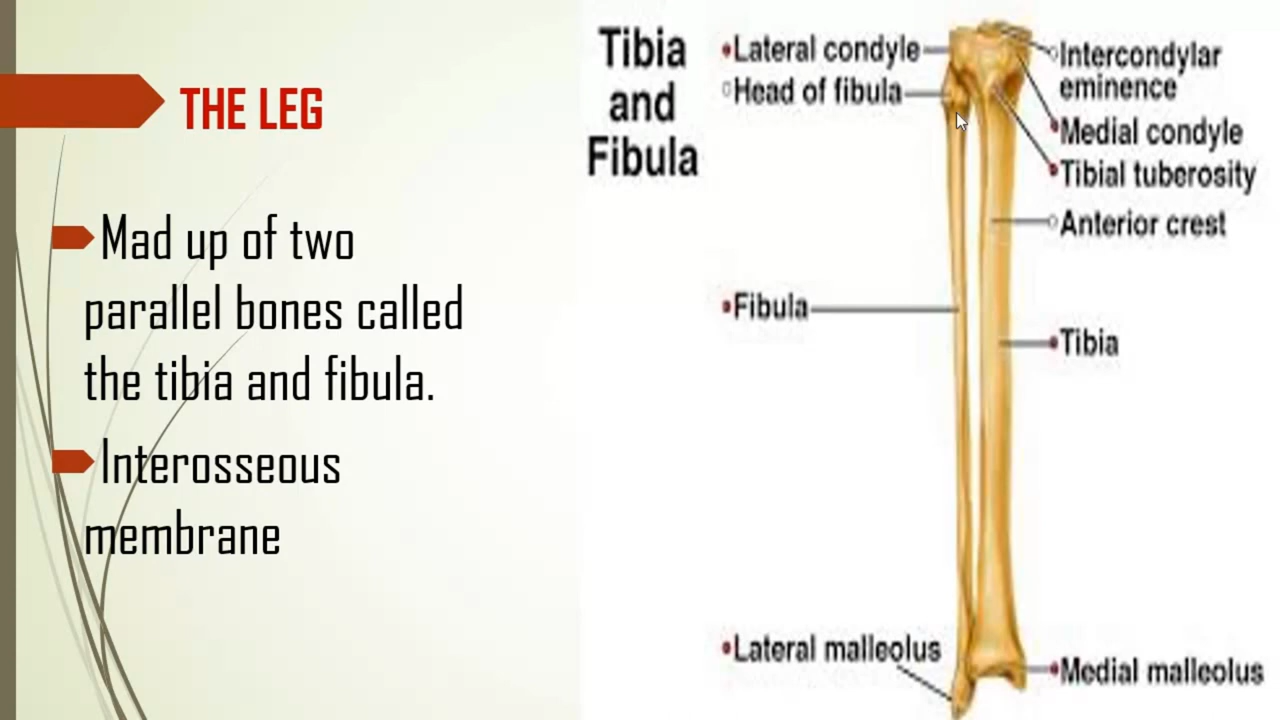 THE LEG
Mad up of two
parallel bones called
the tibia and fibula.
Interosseous
membrane
Tibia
and
Fibula
Lateral condyle
Head of fibula
Intercondylar
eminence
Medial condyle
Tibial tuberosity
Anterior crest
Fibula
Tibia
Lateral malleolus
Medial malleolus